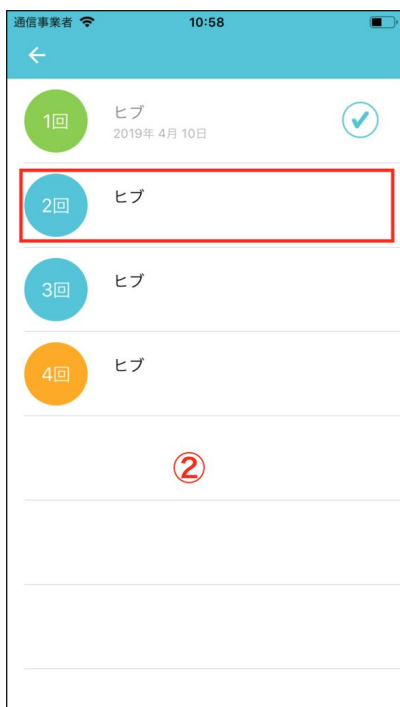 通信事業者 10:58
1回 ヒブ
2019年 4月 10日
2回 ヒブ
3回 ヒブ
4回 ヒブ
②